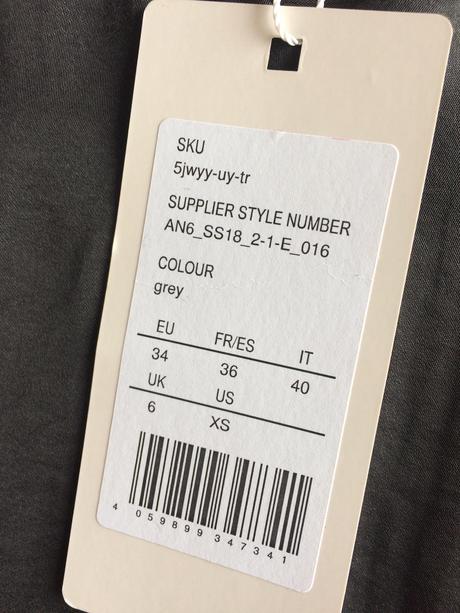 SKU
5jwyy-uy-tr
SUPPLIER STYLE NUMBER
AN6_SS18_2-1-E_016
COLOUR
grey
EU FR/ES IT
34 36 40
UK US
6 XS
4 059899 347341